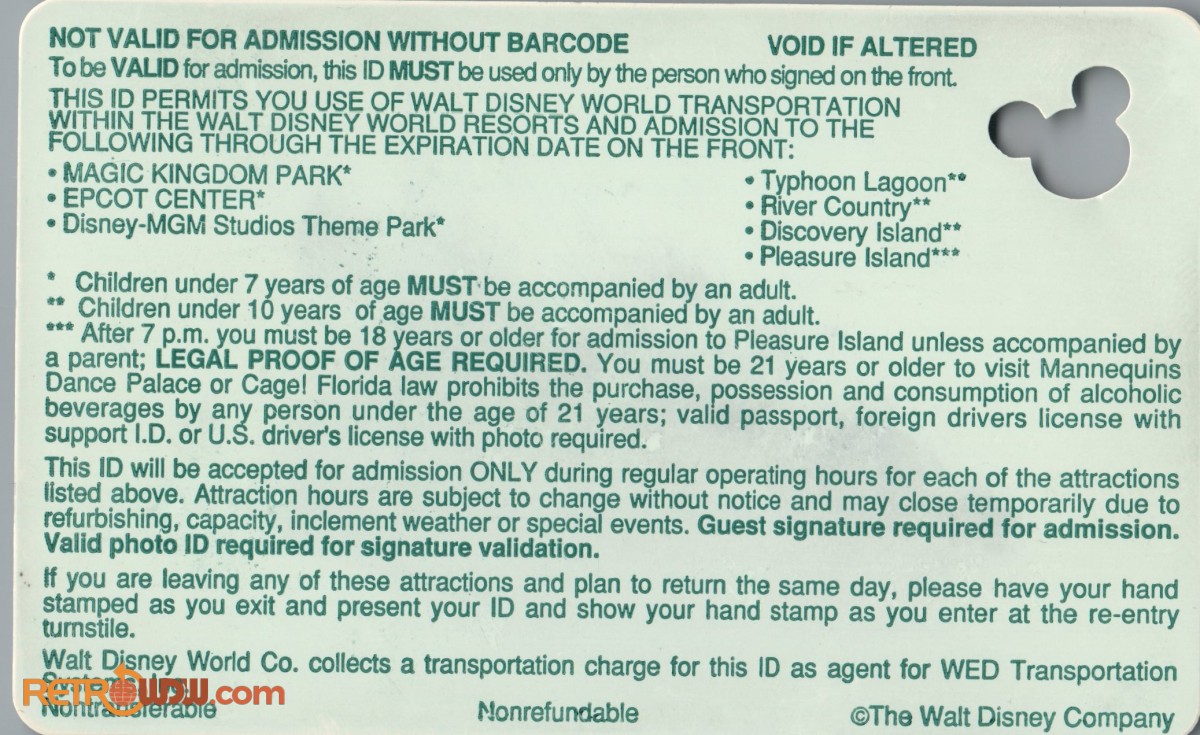 NOT VALID FOR ADMISSION WITHOUT BARCODE VOID IF ALTERED
To be VALID for admission, this ID MUST be used only by the person who signed on the front.
THIS ID PERMITS YOU USE OF WALT DISNEY WORLD TRANSPORTATION
WITHIN THE WALT DISNEY WORLD RESORTS AND ADMISSION TO THE
FOLLOWING THROUGH THE EXPIRATION DATE ON THE FRONT:
• MAGIC KINGDOM PARK*
• EPCOT CENTER*
• Disney-MGM Studios Theme Park*
• Typhoon Lagoon**
• River Country**
• Discovery Island**
• Pleasure Island***
* Children under 7 years of age MUST be accompanied by an adult.
** Children under 10 years of age MUST be accompanied by an adult.
*** After 7 p.m. you must be 18 years or older for admission to Pleasure Island unless accompanied by
a parent; LEGAL PROOF OF AGE REQUIRED. You must be 21 years or older to visit Mannequins
Dance Palace or Cage! Florida law prohibits the purchase, possession and consumption of alcoholic
beverages by any person under the age of 21 years; valid passport, foreign drivers license with
support I.D. or U.S. driver's license with photo required.
This ID will be accepted for admission ONLY during regular operating hours for each of the attractions
listed above. Attraction hours are subject to change without notice and may close temporarily due to
refurbishing, capacity, inclement weather or special events. Guest signature required for admission.
Valid photo ID required for signature validation.
If you are leaving any of these attractions and plan to return the same day, please have your hand
stamped as you exit and present your ID and show your hand stamp as you enter at the re-entry
turnstile.
Walt Disney World Co. collects a transportation charge for this ID as agent for WED Transportation
RETROWDW.com
Nontransferable Nonrefundable ©The Walt Disney Company